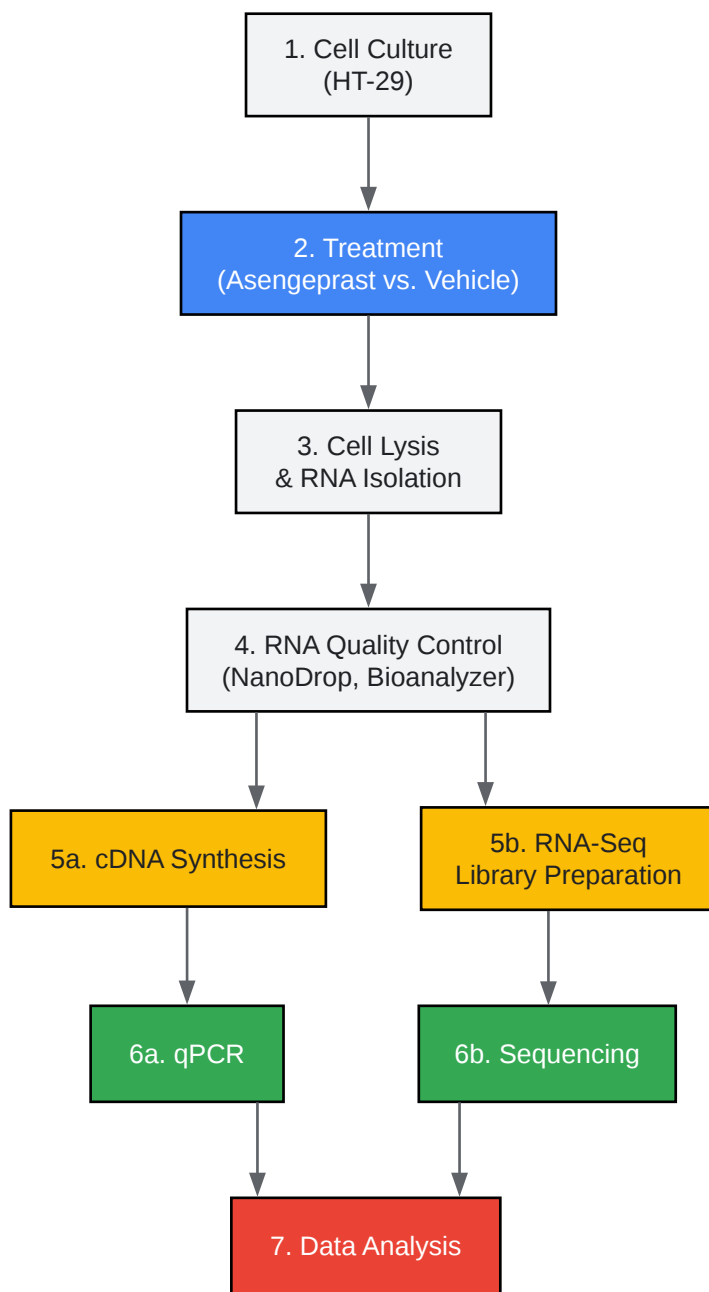 1. Cell Culture
(HT-29)
2. Treatment
(Asengeprast vs. Vehicle)
3. Cell Lysis
& RNA Isolation
4. RNA Quality Control
(NanoDrop, Bioanalyzer)
5a. cDNA Synthesis
5b. RNA-Seq
Library Preparation
6a. qPCR
6b. Sequencing
7. Data Analysis